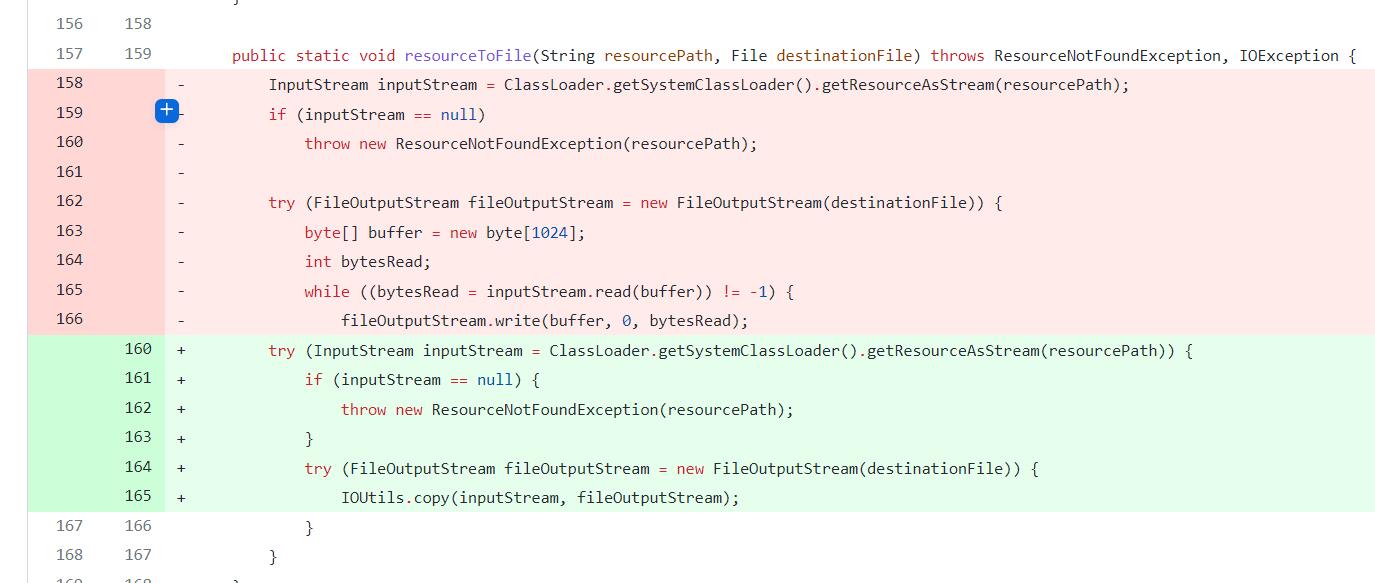 156 158
157 159 public static void resourceToFile(String resourcePath, File destinationFile) throws ResourceNotFoundException, IOException {
158 - InputStream inputStream = ClassLoader.getSystemClassLoader().getResourceAsStream(resourcePath);
159 + - if (inputStream == null)
160 - throw new ResourceNotFoundException(resourcePath);
161 -
162 - try (FileOutputStream fileOutputStream = new FileOutputStream(destinationFile)) {
163 - byte[] buffer = new byte[1024];
164 - int bytesRead;
165 - while ((bytesRead = inputStream.read(buffer)) != -1) {
166 - fileOutputStream.write(buffer, 0, bytesRead);
160 + try (InputStream inputStream = ClassLoader.getSystemClassLoader().getResourceAsStream(resourcePath)) {
161 + if (inputStream == null) {
162 + throw new ResourceNotFoundException(resourcePath);
163 + }
164 + try (FileOutputStream fileOutputStream = new FileOutputStream(destinationFile)) {
165 + IOUtils.copy(inputStream, fileOutputStream);
167 166 }
168 167 }
169 168